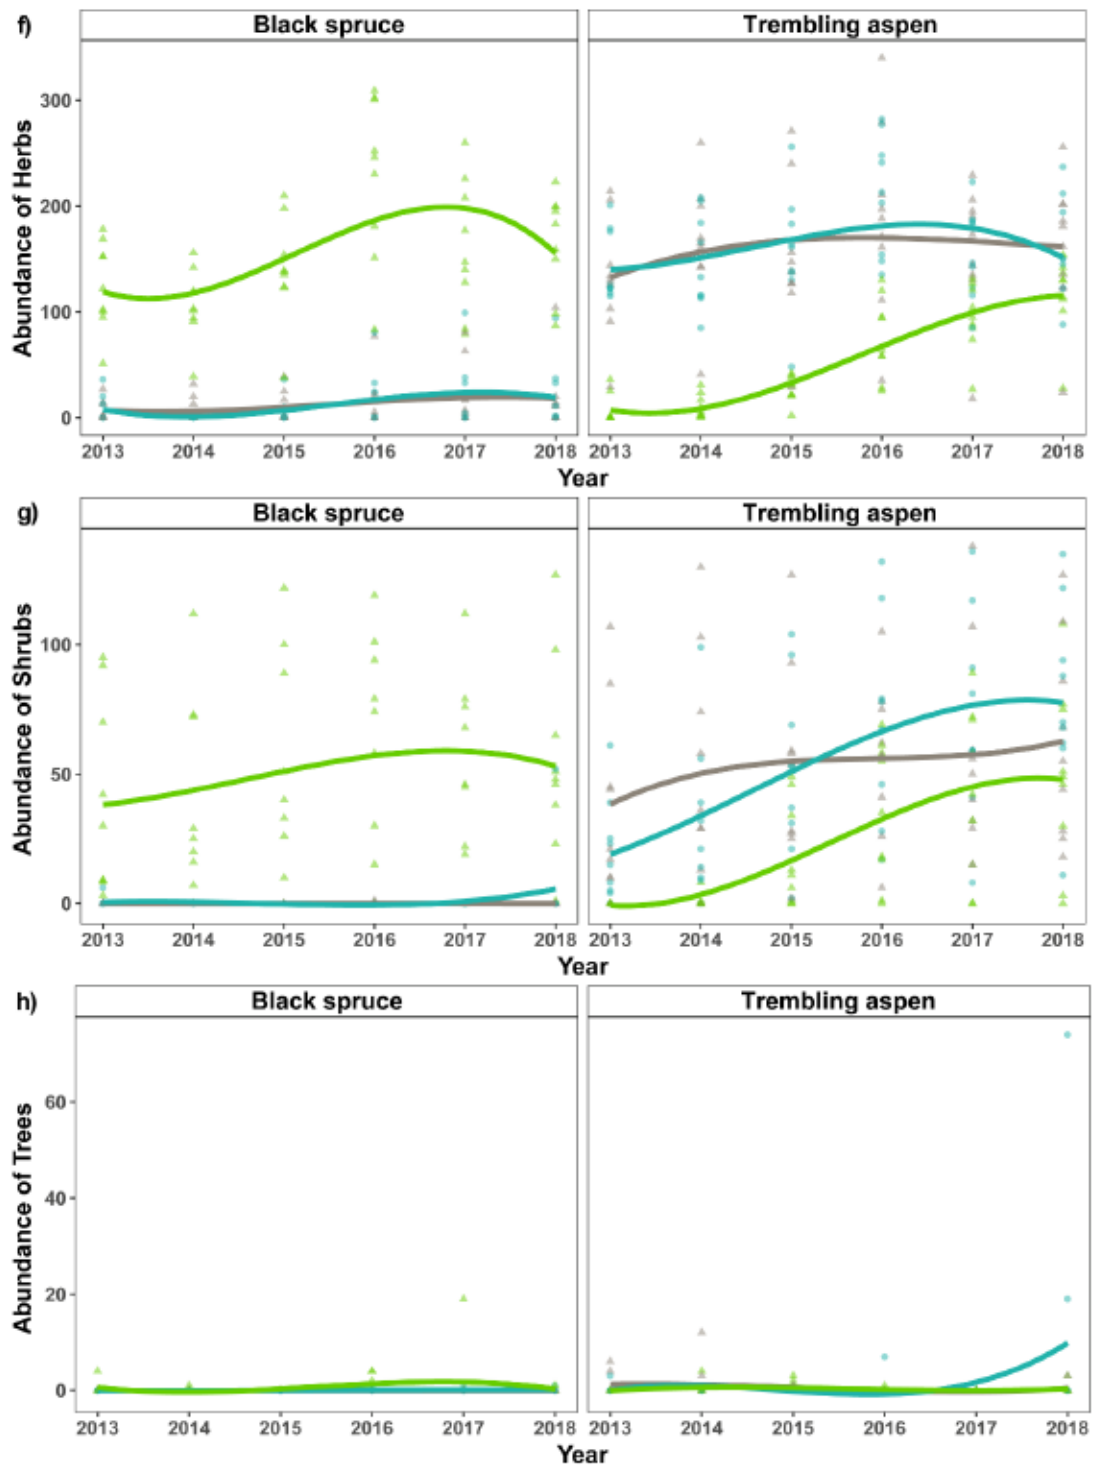 f)
Black spruce
Trembling aspen
Abundance of Herbs
300
200
100
0
2013 2014 2015 2016 2017 2018
2013 2014 2015 2016 2017 2018
Year
g)
Black spruce
Trembling aspen
Abundance of Shrubs
100
50
0
2013 2014 2015 2016 2017 2018
2013 2014 2015 2016 2017 2018
Year
h)
Black spruce
Trembling aspen
Abundance of Trees
60
40
20
0
2013 2014 2015 2016 2017 2018
2013 2014 2015 2016 2017 2018
Year